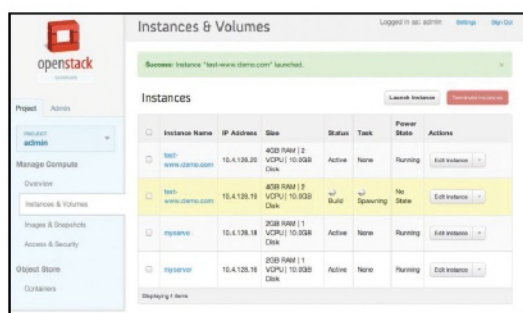 Instances & Volumes
Logged in as: admin Settings Sign Out
openstack
Success: Instance "test-www.demo.com" launched.
Instances
Launch Instance Terminate Instances
Project Admin
PROJECT
admin
Manage Compute
Overview
Instances & Volumes
Images & Snapshots
Access & Security
Object Store
Containers
Instance Name IP Address Size Status Task Power State Actions
test-
www.demo.com
10.4.128.20
4GB RAM | 2
VCPU | 10.0GB
Disk
Active None Running Edit Instance
test-
www.demo.com
10.4.128.19
4GB RAM | 2
VCPU | 10.0GB
Disk
Build Spawning No State Edit Instance
myserve
10.4.128.18
2GB RAM | 1
VCPU | 10.0GB
Disk
Active None Running Edit Instance
myserver
10.4.128.16
2GB RAM | 1
VCPU | 10.0GB
Disk
Active None Running Edit Instance
Displaying 4 items